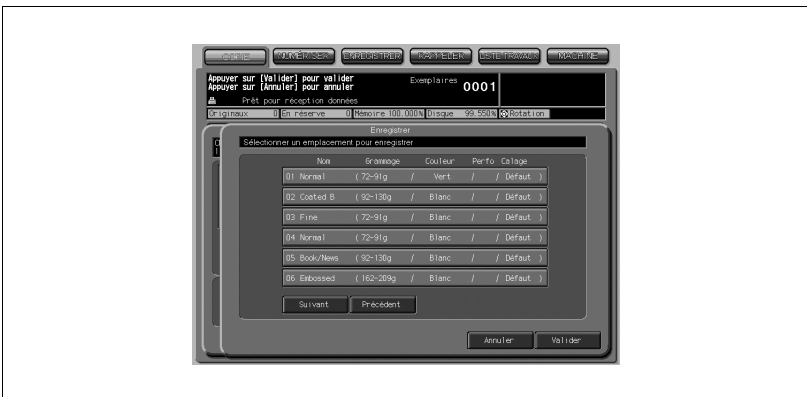 COPIE NUMÉRISER ENREGISTRER RAPPELER LISTE TRAVAUX MACHINE
Appuyer sur [Valider] pour valider
Appuyer sur [Annuler] pour annuler
Exemplaires 0001
Prêt pour réception données
Originaux 0 En réserve 0 Mémoire 100.000% Disque 99.550% Rotation
Enregistrer
Sélectionner un emplacement pour enregistrer
Nom Grammage Couleur Perfo Calage
01 Normal (72-91g / Vert / / Défaut )
02 Coated B (92-130g / Blanc / / Défaut )
03 Fine (72-91g / Blanc / / Défaut )
04 Normal (72-91g / Blanc / / Défaut )
05 Book/News (92-130g / Blanc / / Défaut )
06 Embossed (162-209g / Blanc / / Défaut )
Suivant Précédent
Annuler Valider